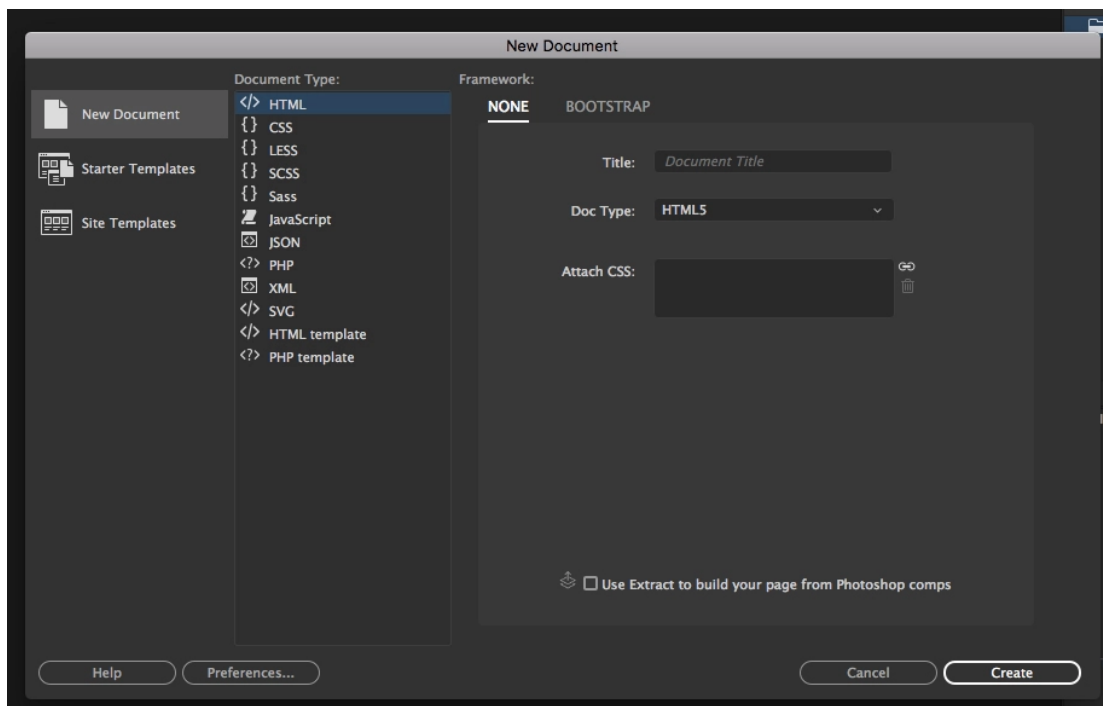 New Document
New Document
Starter Templates
Site Templates
Document Type:
</> HTML
{} CSS
{} LESS
{} SCSS
{} Sass
JavaScript
JSON
<?> PHP
XML
</> SVG
</> HTML template
<?> PHP template
Framework:
NONE BOOTSTRAP
Title: Document Title
Doc Type: HTML5
Attach CSS:
Use Extract to build your page from Photoshop comps
Help Preferences... Cancel Create